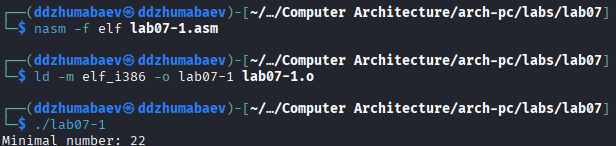 ┌──(ddzhumabaev㉿ddzhumabaev)-[~/…/Computer Architecture/arch-pc/labs/lab07]
└─$ nasm -f elf lab07-1.asm
┌──(ddzhumabaev㉿ddzhumabaev)-[~/…/Computer Architecture/arch-pc/labs/lab07]
└─$ ld -m elf_i386 -o lab07-1 lab07-1.o
┌──(ddzhumabaev㉿ddzhumabaev)-[~/…/Computer Architecture/arch-pc/labs/lab07]
└─$ ./lab07-1
Minimal number: 22